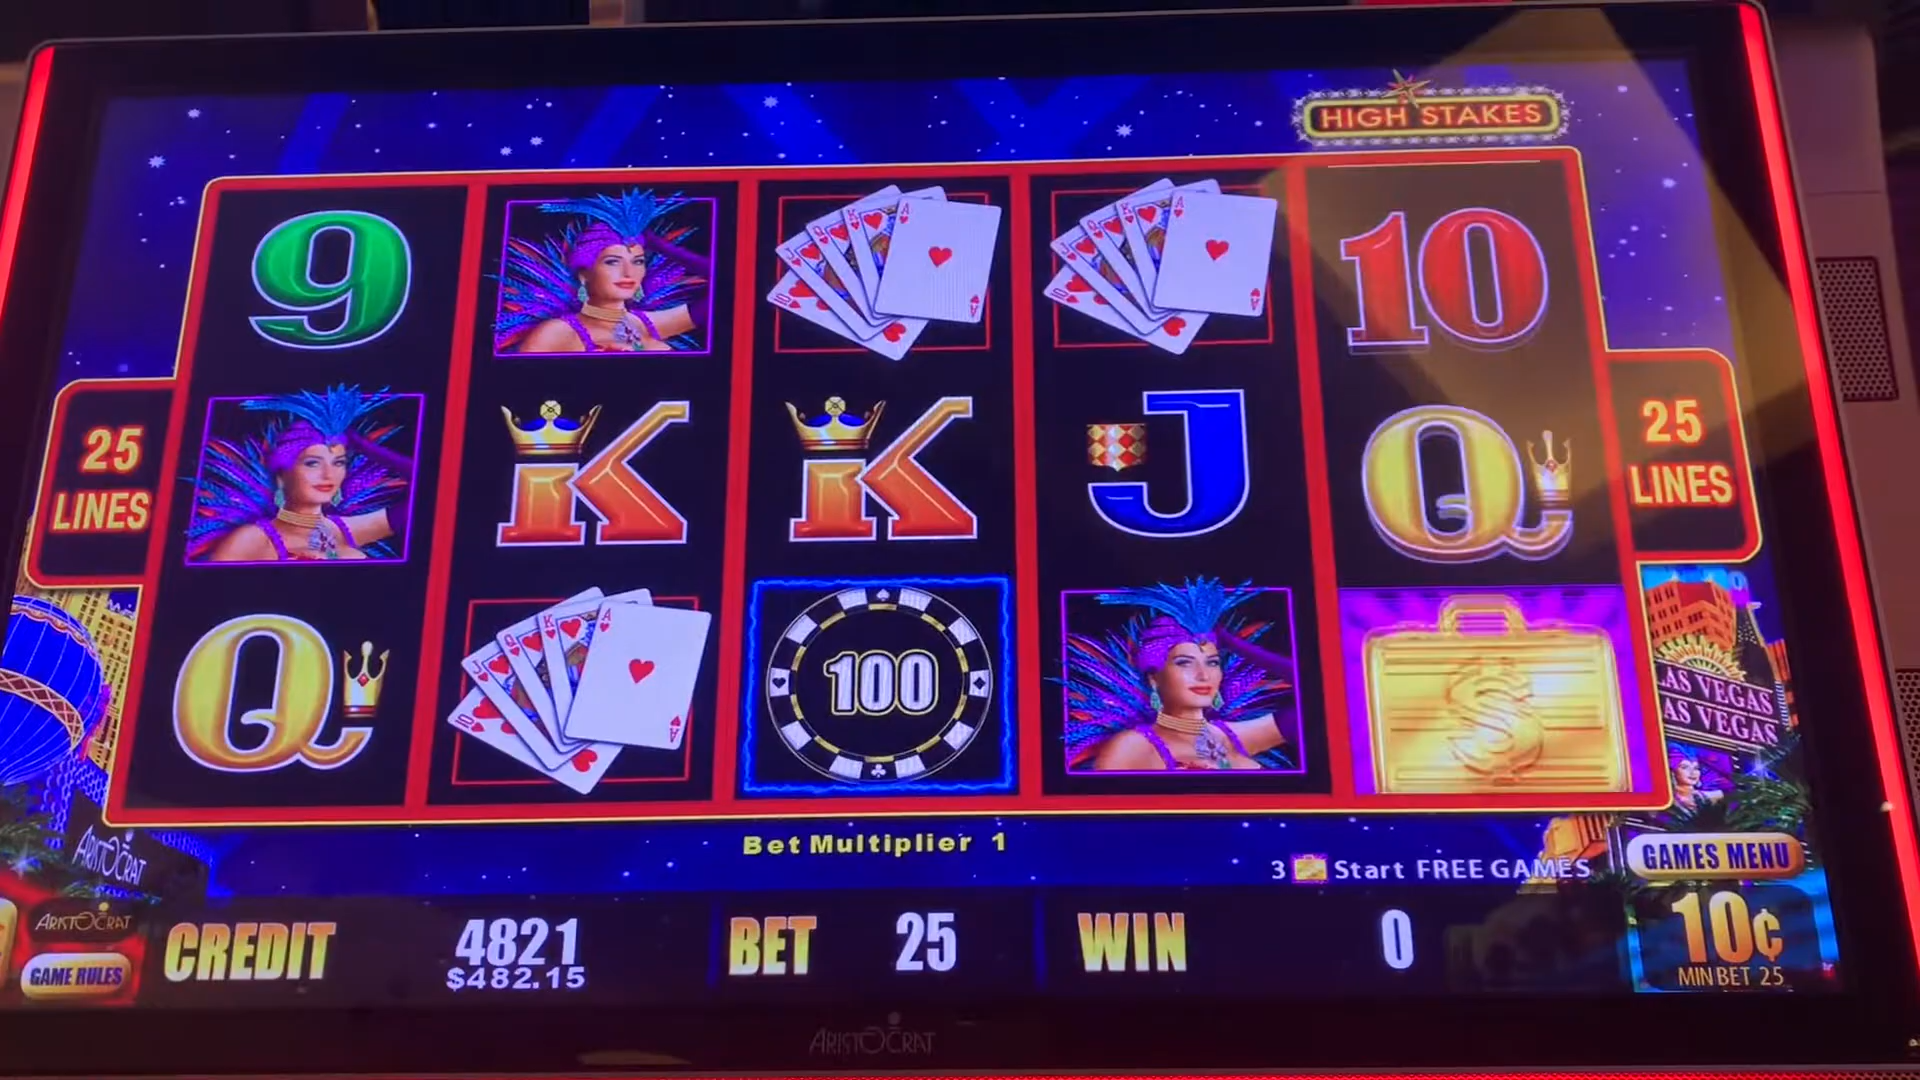 HIGH STAKES
9
10
25
LINES
K
K
J
Q
25
LINES
Q
100
LAS VEGAS
LAS VEGAS
Bet Multiplier 1
3 Start FREE GAMES
GAMES MENU
ARISTOCRAT
ARISTOCRAT
GAME RULES
CREDIT 4821
$482.15
BET 25
WIN 0
10¢
MIN BET 25
ARISTOCRAT